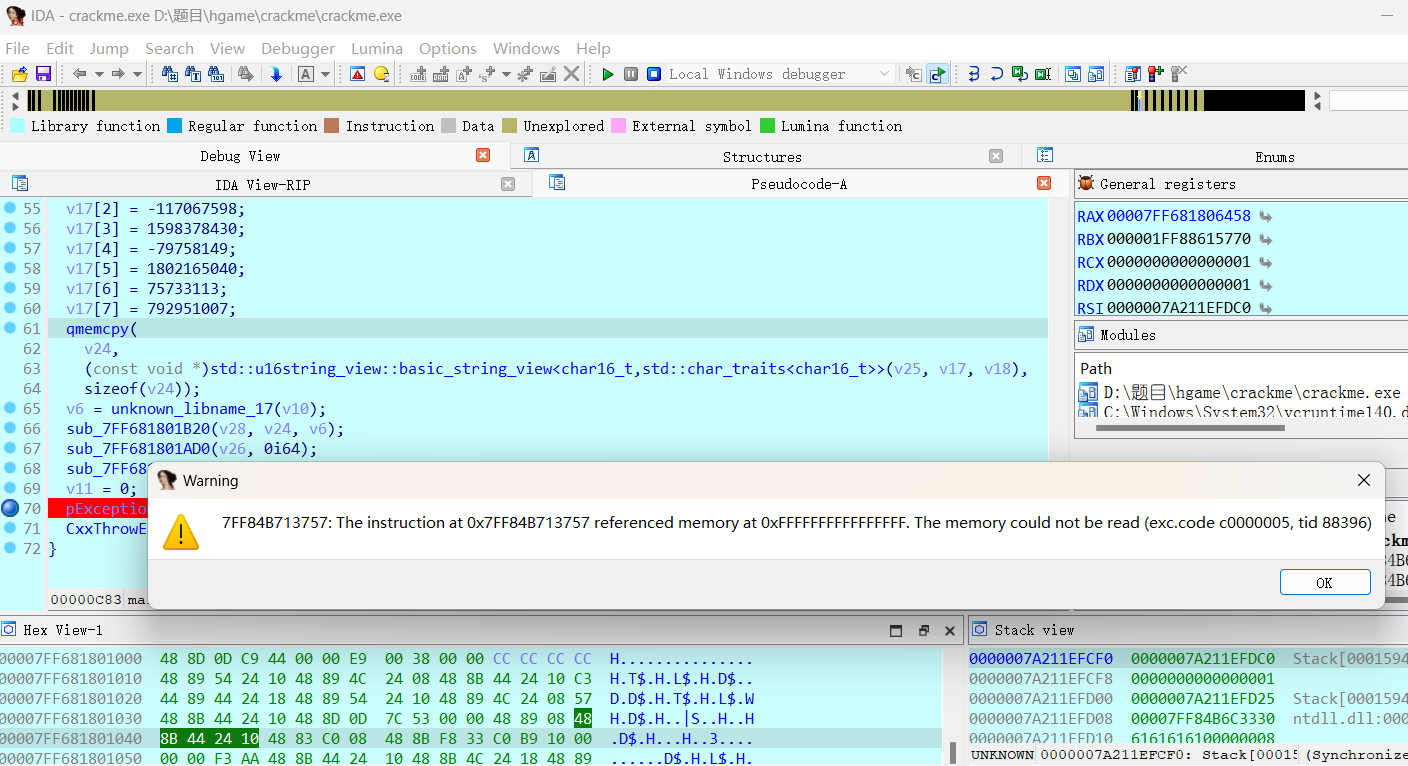 IDA - crackme.exe D:\题目\hgame\crackme\crackme.exe
File Edit Jump Search View Debugger Lumina Options Windows Help
Local Windows debugger
Library function Regular function Instruction Data Unexplored External symbol Lumina function
Debug View Structures Enums
IDA View-RIP Pseudocode-A General registers
55 v17[2] = -117067598;
56 v17[3] = 1598378430;
57 v17[4] = -79758149;
58 v17[5] = 1802165040;
59 v17[6] = 75733113;
60 v17[7] = 792951007;
61 qmemcpy(
62 v24,
63 (const void *)std::u16string_view::basic_string_view<char16_t,std::char_traits<char16_t>>(v25, v17, v18),
64 sizeof(v24));
65 v6 = unknown_libname_17(v10);
66 sub_7FF681801B20(v28, v24, v6);
67 sub_7FF681801AD0(v26, 0i64);
68 sub_7FF68
69 v11 = 0;
70 pExceptio
71 CxxThrowE
72 }
00000C83 ma
RAX 00007FF681806458
RBX 000001FF88615770
RCX 0000000000000001
RDX 0000000000000001
RSI 0000007A211EFDC0
Modules
Path
D:\题目\hgame\crackme\crackme.exe
C:\Windows\System32\vcruntime140.d
Warning
7FF84B713757: The instruction at 0x7FF84B713757 referenced memory at 0xFFFFFFFFFFFFFFFF. The memory could not be read (exc.code c0000005, tid 88396)
OK
Hex View-1
00007FF681801000 48 8D 0D C9 44 00 00 E9 00 38 00 00 CC CC CC CC H...............
00007FF681801010 48 89 54 24 10 48 89 4C 24 08 48 8B 44 24 10 C3 H.T$.H.L$.H.D$..
00007FF681801020 44 89 44 24 18 48 89 54 24 10 48 89 4C 24 08 57 D.D$.H.T$.H.L$.W
00007FF681801030 48 8B 44 24 10 48 8D 0D 7C 53 00 00 48 89 08 48 H.D$.H..|S..H..H
00007FF681801040 8B 44 24 10 48 83 C0 08 48 8B F8 33 C0 B9 10 00 .D$.H...H..3....
00007FF681801050 00 00 F3 AA 48 8B 44 24 10 48 8B 4C 24 18 48 89 ....H.D$.H.L$.H.
Stack view
0000007A211EFCF0 0000007A211EFDC0 Stack[0001594
0000007A211EFCF8 0000000000000001
0000007A211EFD00 0000007A211EFD25 Stack[0001594
0000007A211EFD08 00007FF84B6C3330 ntdll.dll:000
0000007A211EFD10 6161616100000008
UNKNOWN 0000007A211EFCF0: Stack[00015 (Synchronize